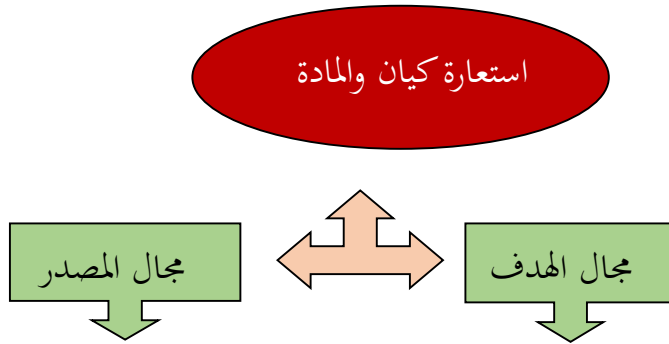 استعارة كيان والمادة
مجال الهدف
مجال المصدر